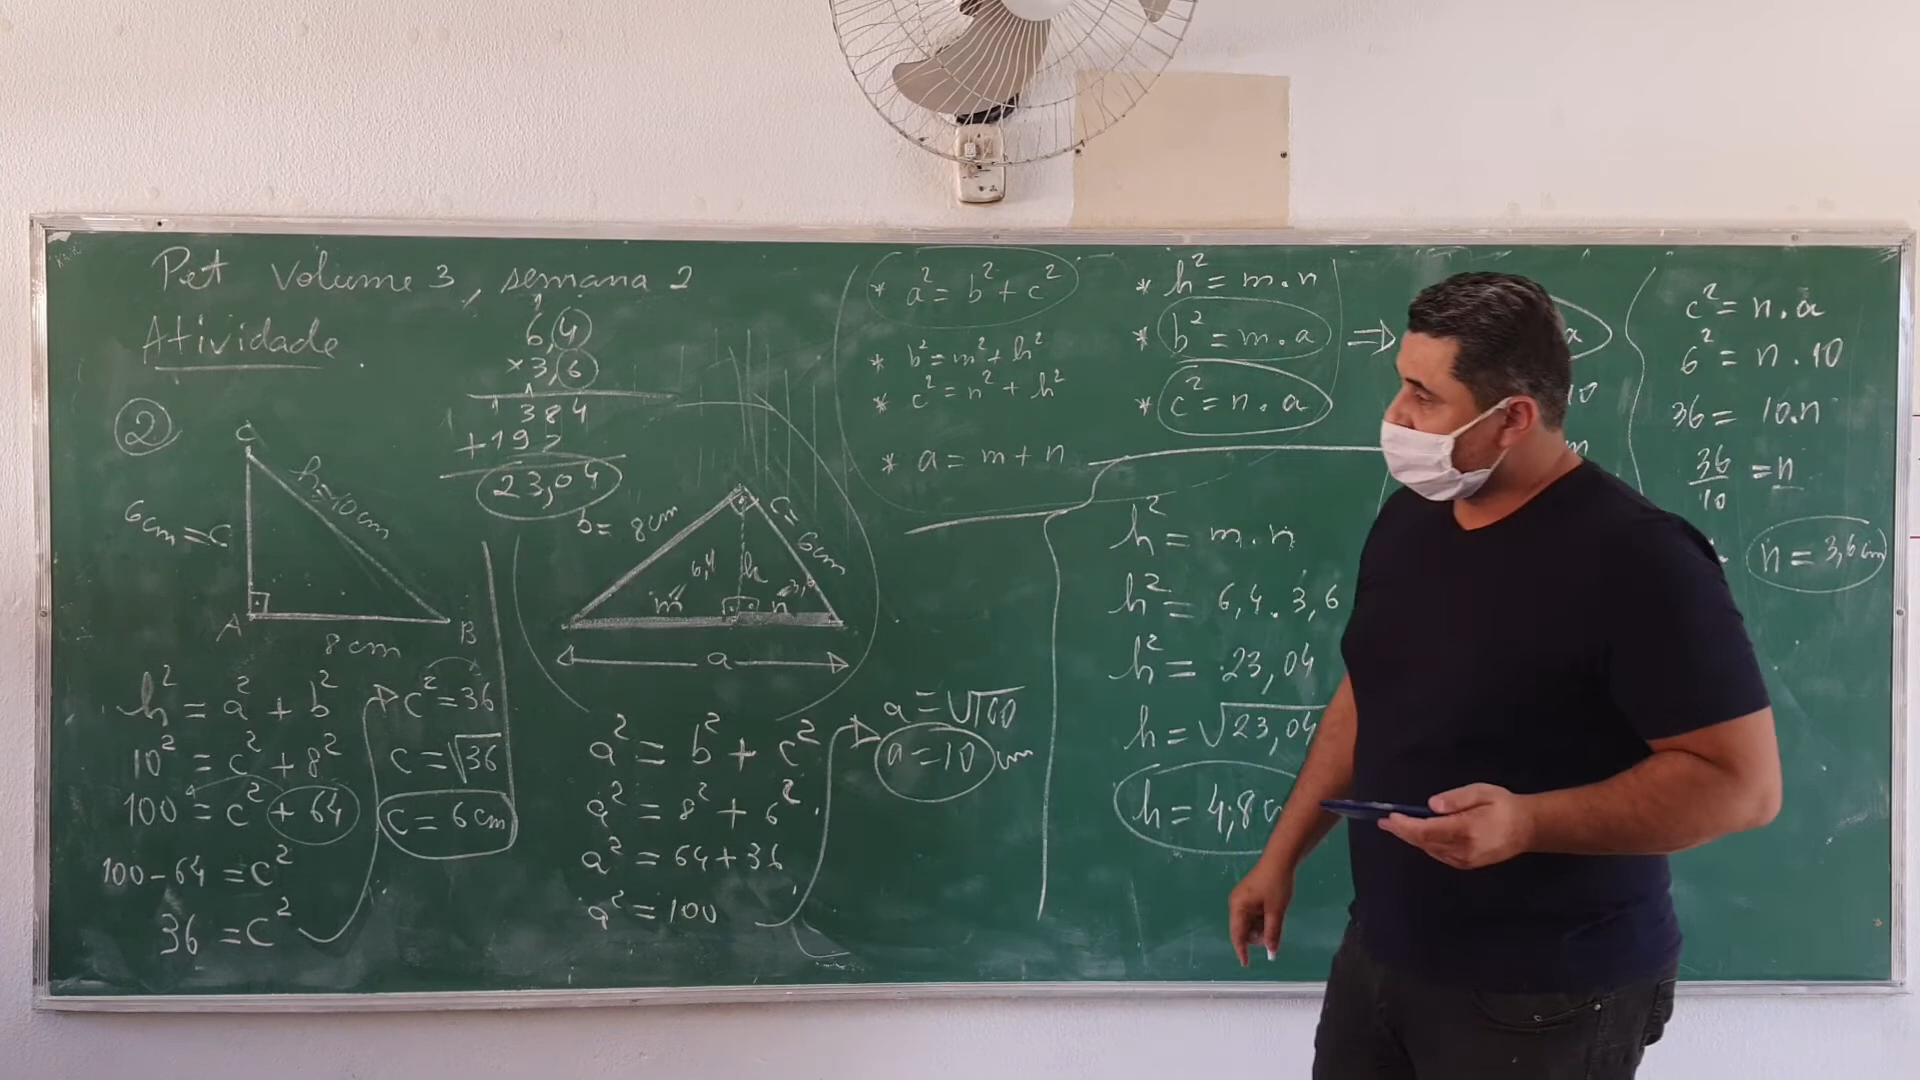 Pet Volume 3, semana 2
Atividade
6,4
×3,6
384
+192
23,04
2
C
h=10cm
6cm=C
A
8cm
B
h²=a²+b²
10²=c²+8²
100=c²+64
100-64=c²
36=c²
c²=36
c=√36
c=6cm
b=8cm
c=6cm
6,4
h
m
n
a
a²=b²+c²
a²=8²+6²
a²=64+36
a²=100
a=√100
a=10cm
* a²=b²+c²
* b²=m²+h²
* c²=n²+h²
* a=m+n
* h²=m.n
* b²=m.a ⇒
* c²=n.a
a
10
m
h²=m.n
h²=6,4.3,6
h²=23,04
h=√23,04
h=4,8
c²=n.a
6²=n.10
36=10.n
36/10=n
n=3,6cm